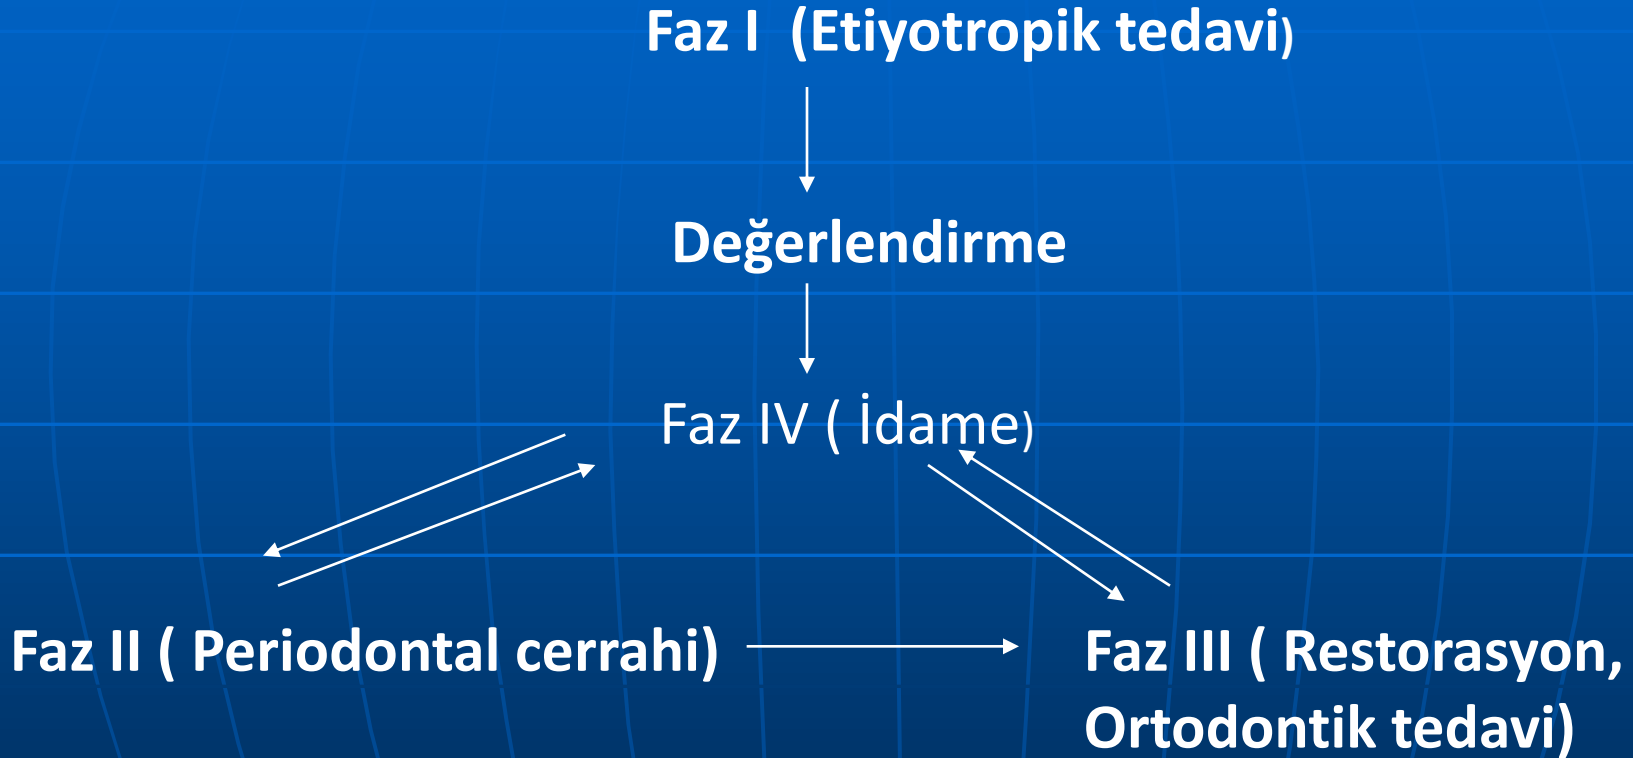 Faz I  (Etiyotropik tedavi)
Değerlendirme
Faz IV ( İdame)
Faz II ( Periodontal cerrahi)
Faz III ( Restorasyon,
Ortodontik tedavi)